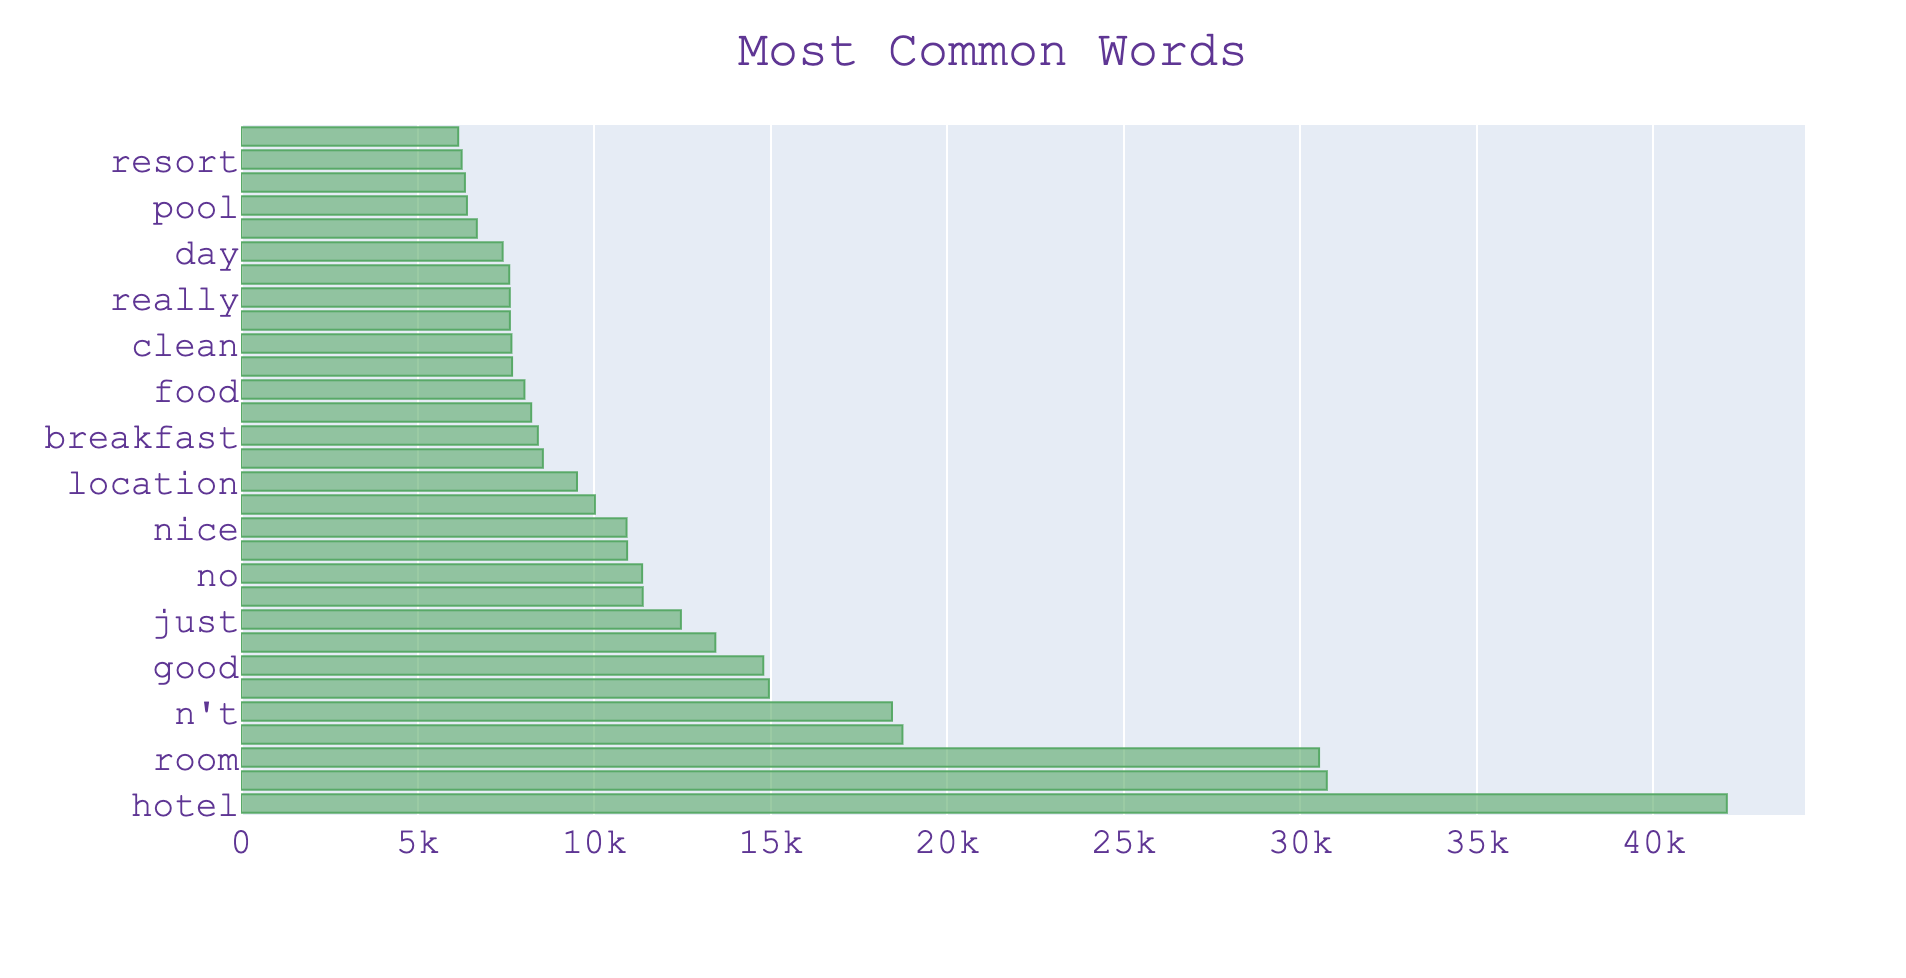 Most Common Words
resort
pool
day
really
clean
food
breakfast
location
nice
no
just
good
n't
room
hotel
0 5k 10k 15k 20k 25k 30k 35k 40k